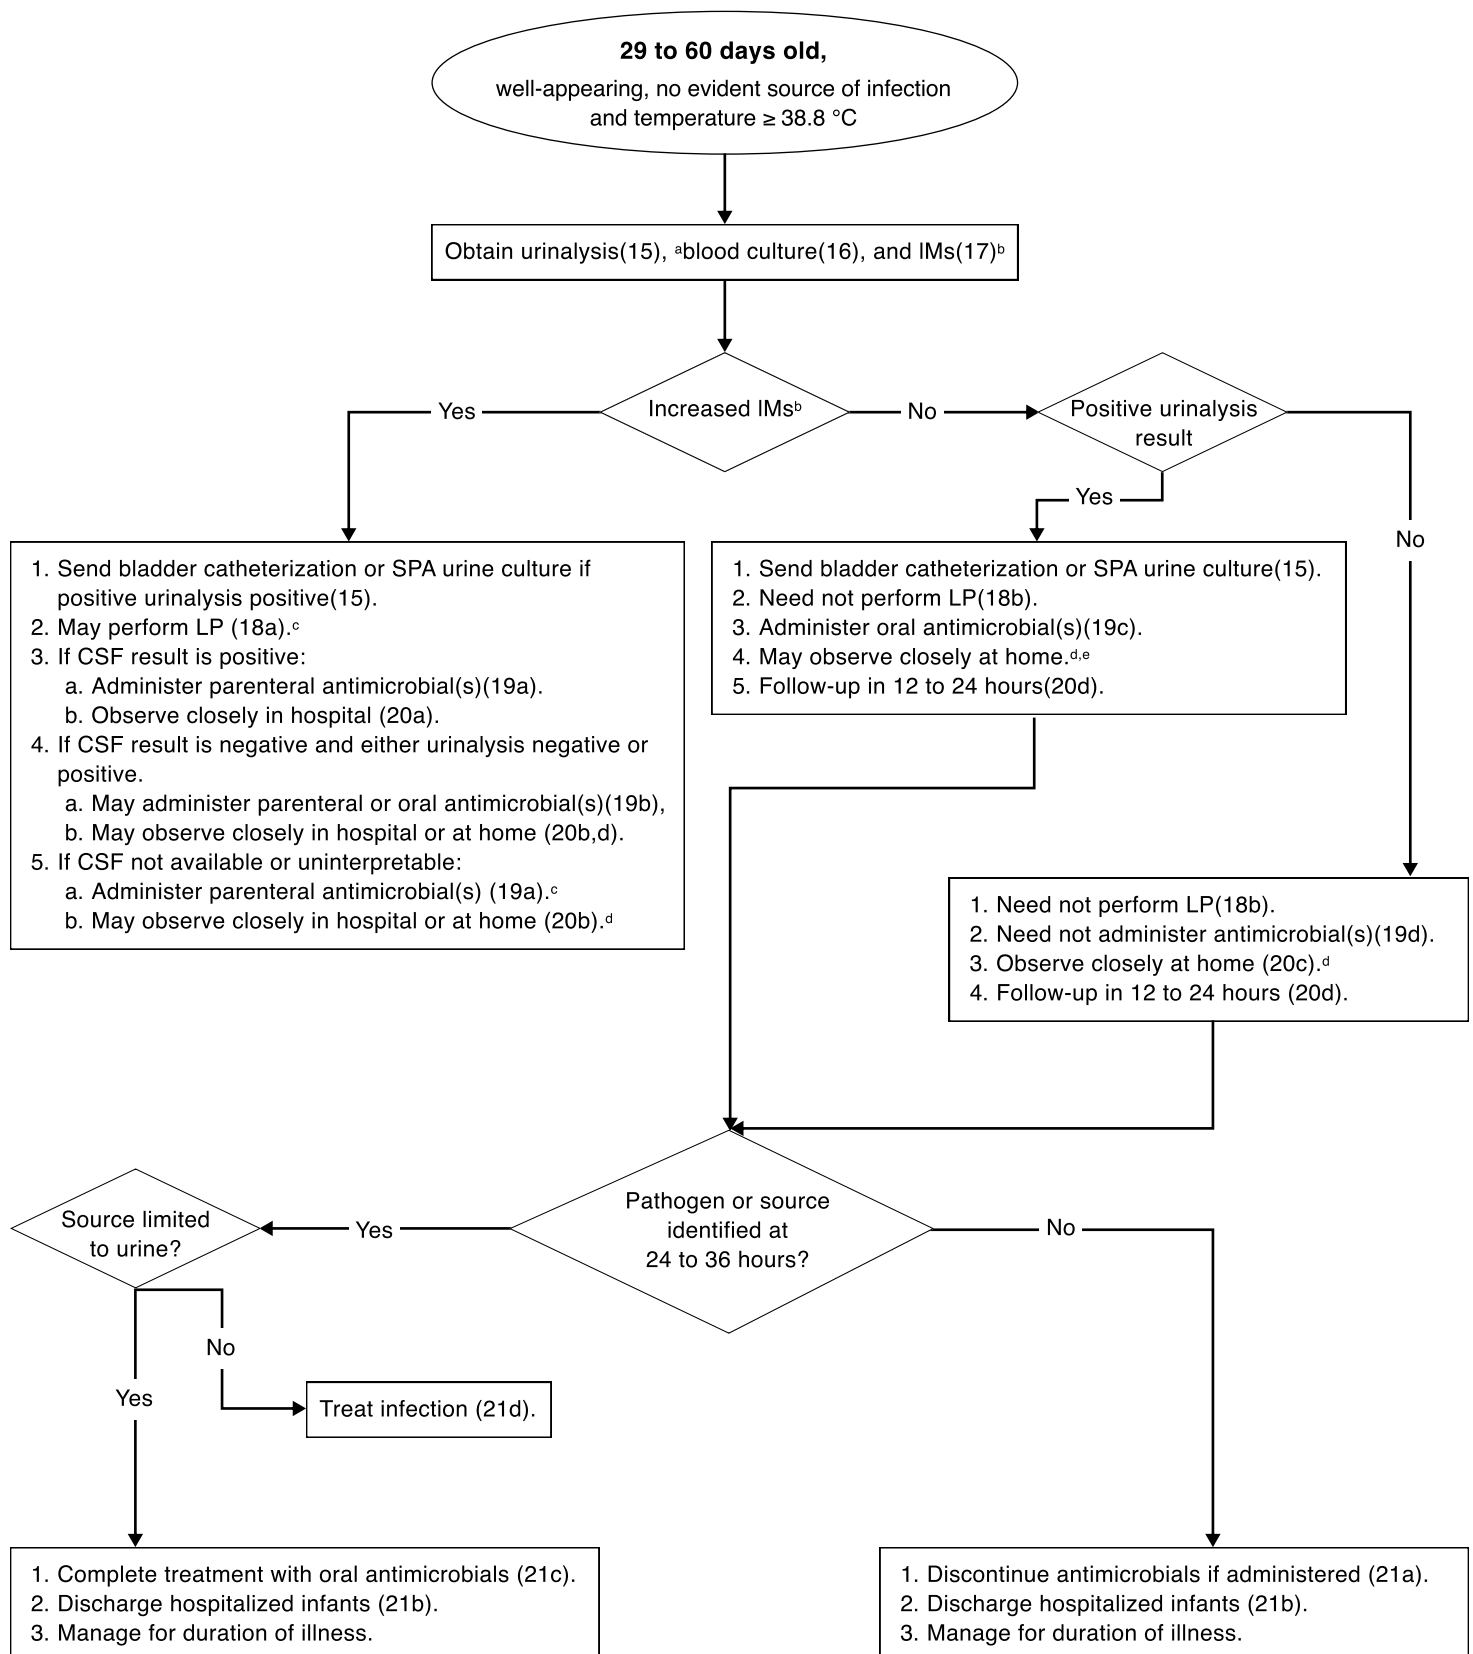 29 to 60 days old,
well-appearing, no evident source of infection
and temperature ≥ 38.8 °C
Obtain urinalysis(15), ᵃblood culture(16), and IMs(17)ᵇ
Increased IMsᵇ
Yes
No
Positive urinalysis
result
Yes
No
1. Send bladder catheterization or SPA urine culture if
positive urinalysis positive(15).
2. May perform LP (18a).ᶜ
3. If CSF result is positive:
a. Administer parenteral antimicrobial(s)(19a).
b. Observe closely in hospital (20a).
4. If CSF result is negative and either urinalysis negative or
positive.
a. May administer parenteral or oral antimicrobial(s)(19b),
b. May observe closely in hospital or at home (20b,d).
5. If CSF not available or uninterpretable:
a. Administer parenteral antimicrobial(s) (19a).ᶜ
b. May observe closely in hospital or at home (20b).ᵈ
1. Send bladder catheterization or SPA urine culture(15).
2. Need not perform LP(18b).
3. Administer oral antimicrobial(s)(19c).
4. May observe closely at home.ᵈ,ᵉ
5. Follow-up in 12 to 24 hours(20d).
1. Need not perform LP(18b).
2. Need not administer antimicrobial(s)(19d).
3. Observe closely at home (20c).ᵈ
4. Follow-up in 12 to 24 hours (20d).
Pathogen or source
identified at
24 to 36 hours?
Yes
No
Source limited
to urine?
No
Yes
Treat infection (21d).
1. Complete treatment with oral antimicrobials (21c).
2. Discharge hospitalized infants (21b).
3. Manage for duration of illness.
1. Discontinue antimicrobials if administered (21a).
2. Discharge hospitalized infants (21b).
3. Manage for duration of illness.